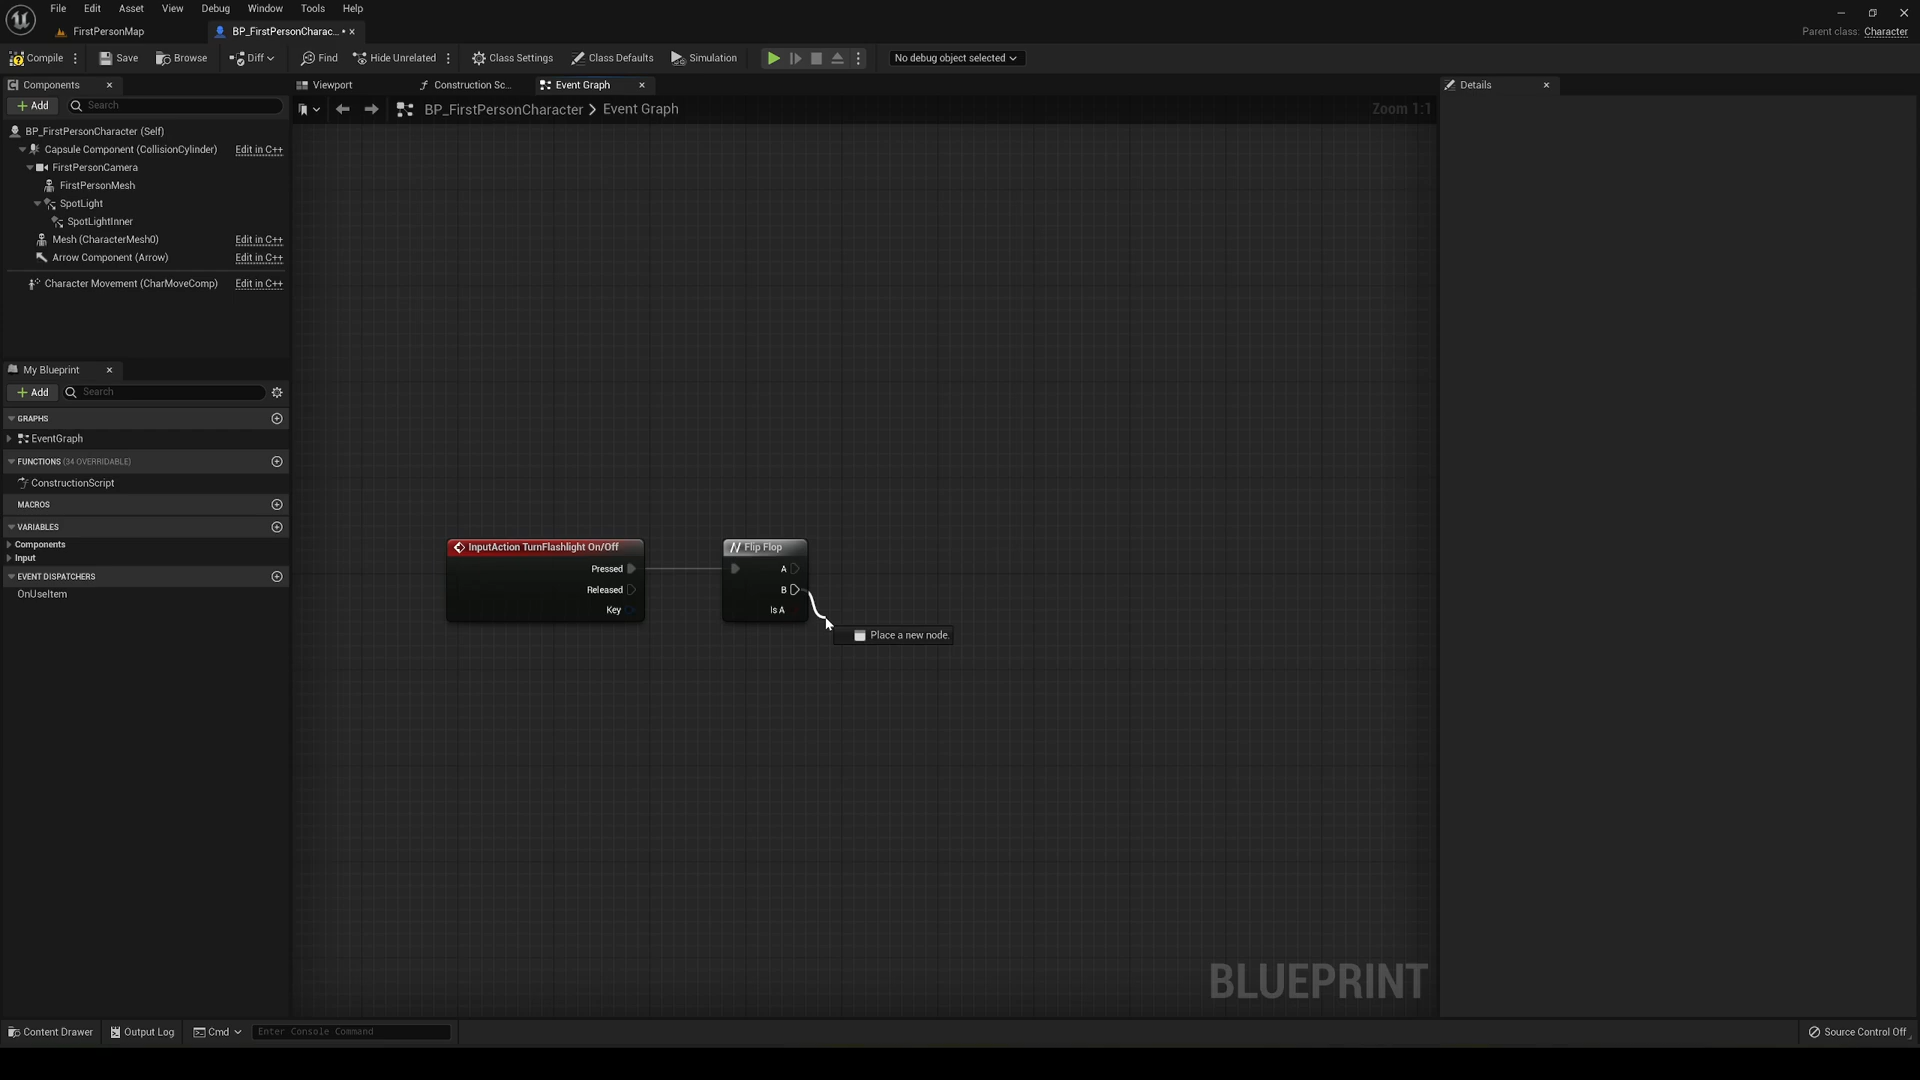 File Edit Asset View Debug Window Tools Help
FirstPersonMap
BP_FirstPersonCharac... •
Parent class: Character
Compile Save Browse Diff Find Hide Unrelated Class Settings Class Defaults Simulation No debug object selected
Components
Viewport
Construction Sc...
Event Graph
Details
Add Search
BP_FirstPersonCharacter > Event Graph
Zoom 1:1
BP_FirstPersonCharacter (Self)
Capsule Component (CollisionCylinder) Edit in C++
FirstPersonCamera
FirstPersonMesh
SpotLight
SpotLightInner
Mesh (CharacterMesh0) Edit in C++
Arrow Component (Arrow) Edit in C++
Character Movement (CharMoveComp) Edit in C++
My Blueprint
Add Search
GRAPHS
EventGraph
FUNCTIONS (34 OVERRIDABLE)
ConstructionScript
MACROS
VARIABLES
Components
Input
EVENT DISPATCHERS
OnUseItem
InputAction TurnFlashlight On/Off
Pressed
Released
Key
Flip Flop
A
B
Is A
Place a new node.
BLUEPRINT
Content Drawer Output Log Cmd Enter Console Command Source Control Off